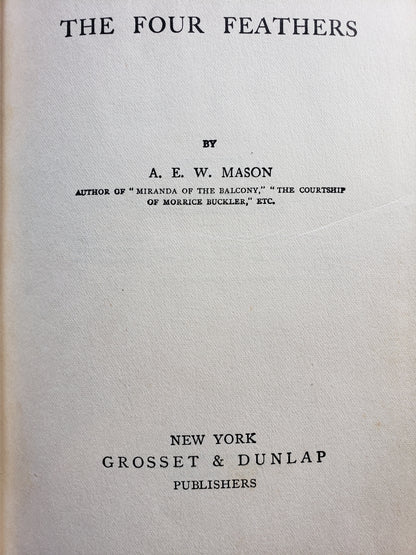 THE FOUR FEATHERS
BY
A. E. W. MASON
AUTHOR OF "MIRANDA OF THE BALCONY," "THE COURTSHIP
OF MORRICE BUCKLER," ETC.
NEW YORK
GROSSET & DUNLAP
PUBLISHERS